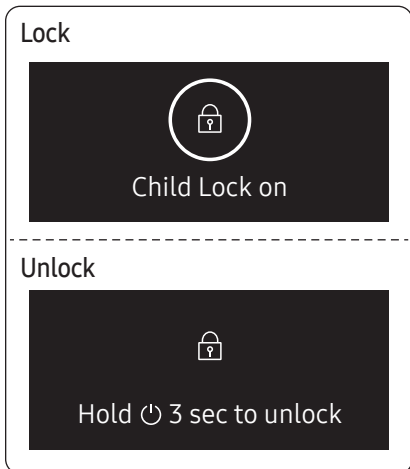 Lock
Child Lock on
Unlock
Hold ⏻ 3 sec to unlock